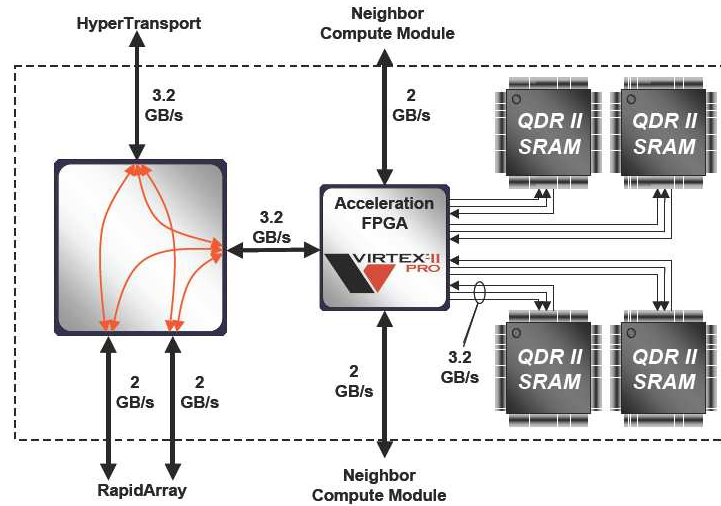 HyperTransport
Neighbor
Compute Module
3.2
GB/s
2
GB/s
QDR II
SRAM
QDR II
SRAM
Acceleration
FPGA
3.2
GB/s
VIRTEX-II
PRO
2
GB/s
2
GB/s
2
GB/s
3.2
GB/s
QDR II
SRAM
QDR II
SRAM
RapidArray
Neighbor
Compute Module